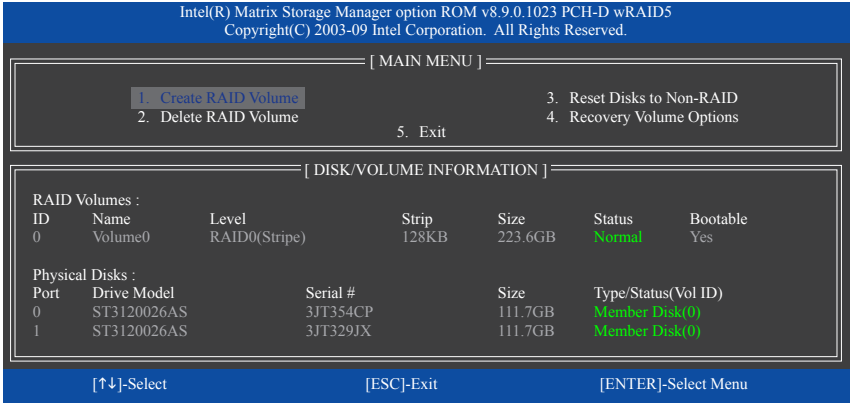 Intel(R) Matrix Storage Manager option ROM v8.9.0.1023 PCH-D wRAID5
Copyright(C) 2003-09 Intel Corporation.  All Rights Reserved.
[ MAIN MENU ]
1.  Create RAID Volume    3.  Reset Disks to Non-RAID
2.  Delete RAID Volume    4.  Recovery Volume Options
5.  Exit
[ DISK/VOLUME INFORMATION ]
RAID Volumes :
ID    Name    Level    Strip    Size    Status    Bootable
0    Volume0    RAID0(Stripe)    128KB    223.6GB    Normal    Yes
Physical Disks :
Port    Drive Model    Serial #    Size    Type/Status(Vol ID)
0    ST3120026AS    3JT354CP    111.7GB    Member Disk(0)
1    ST3120026AS    3JT329JX    111.7GB    Member Disk(0)
[↑↓]-Select    [ESC]-Exit    [ENTER]-Select Menu